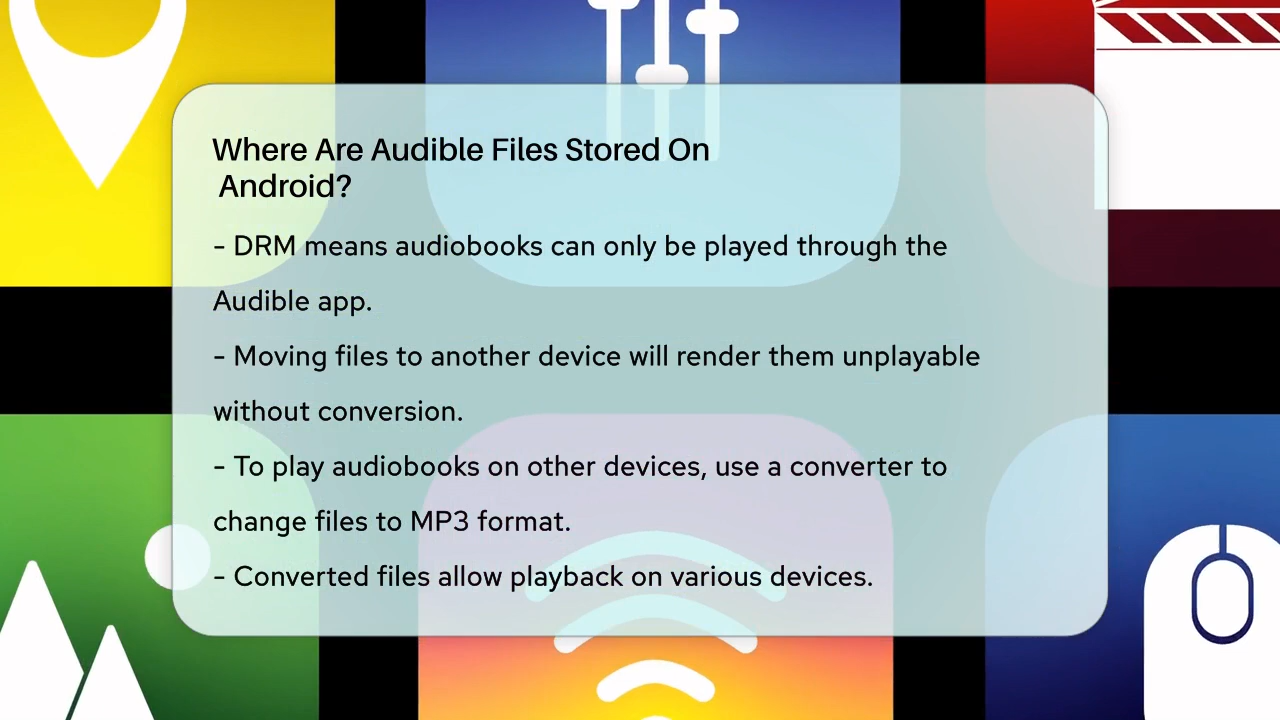 Where Are Audible Files Stored On
Android?
– DRM means audiobooks can only be played through the
Audible app.
– Moving files to another device will render them unplayable
without conversion.
– To play audiobooks on other devices, use a converter to
change files to MP3 format.
– Converted files allow playback on various devices.